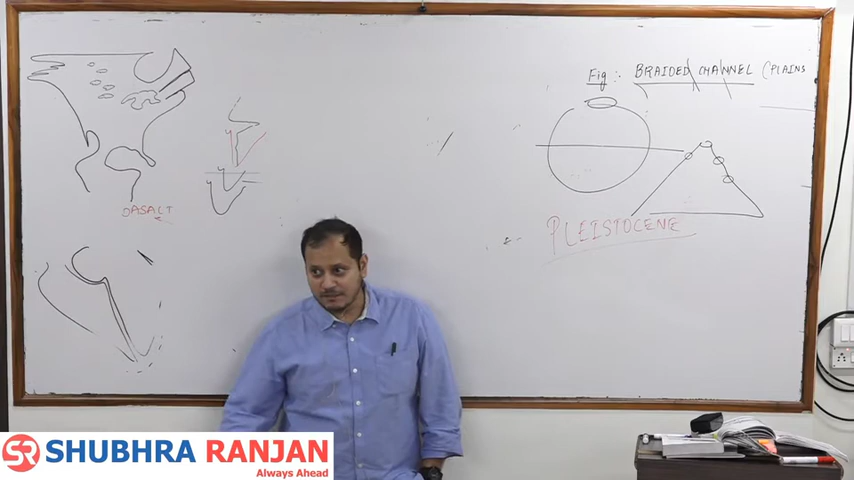 Fig :- BRAIDED CHANNEL (PLAINS
BASALT
PLEISTOCENE
SR SHUBHRA RANJAN
Always Ahead